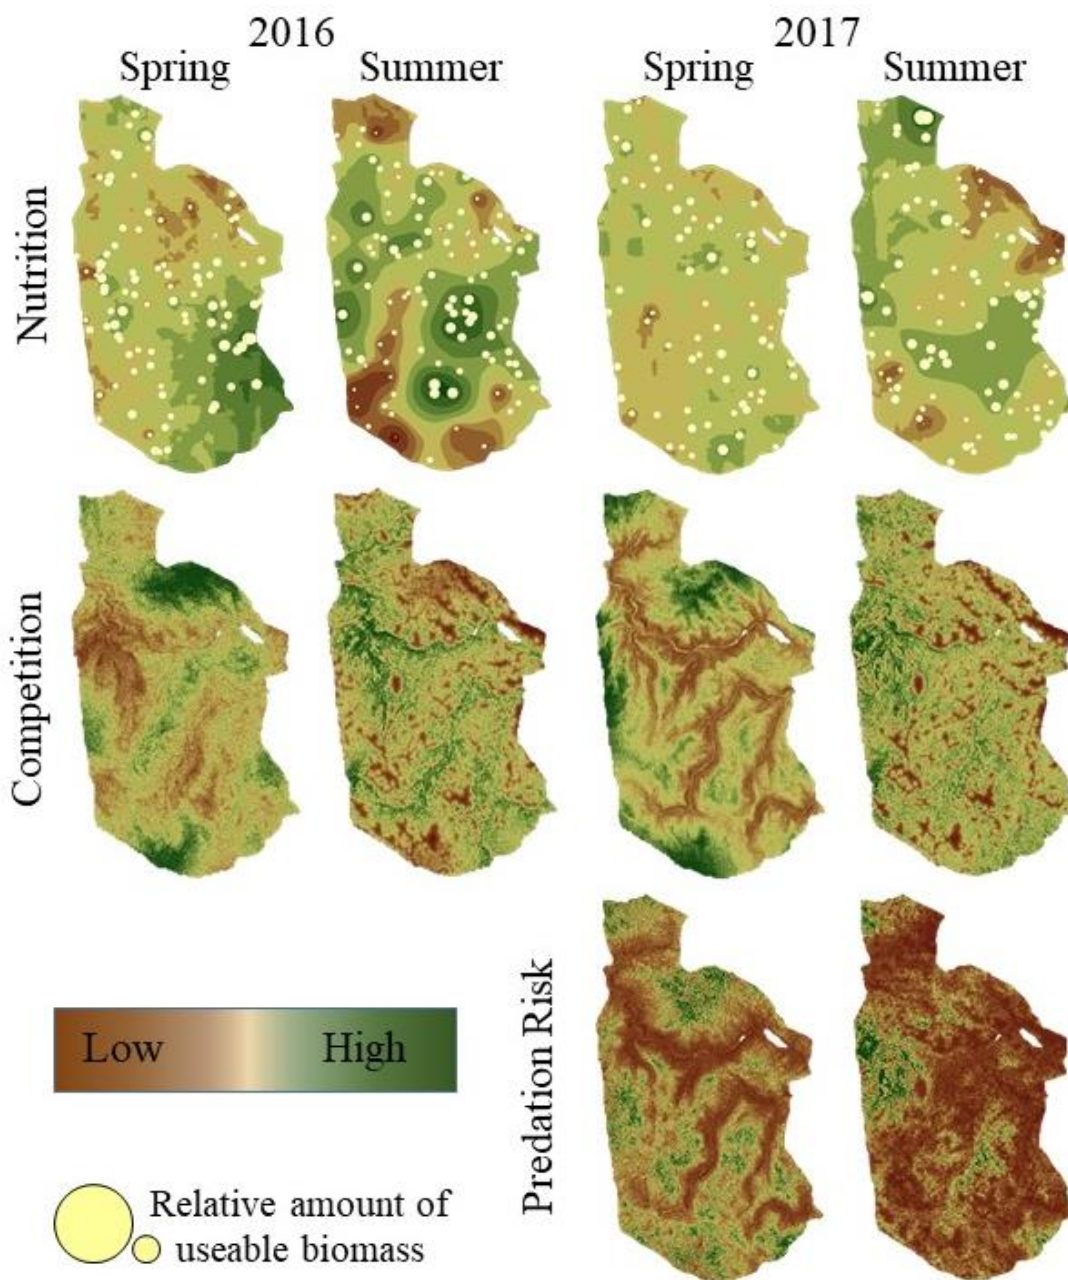 2016
2017
Spring
Summer
Spring
Summer
Nutrition
Competition
Predation Risk
Low
High
Relative amount of
useable biomass